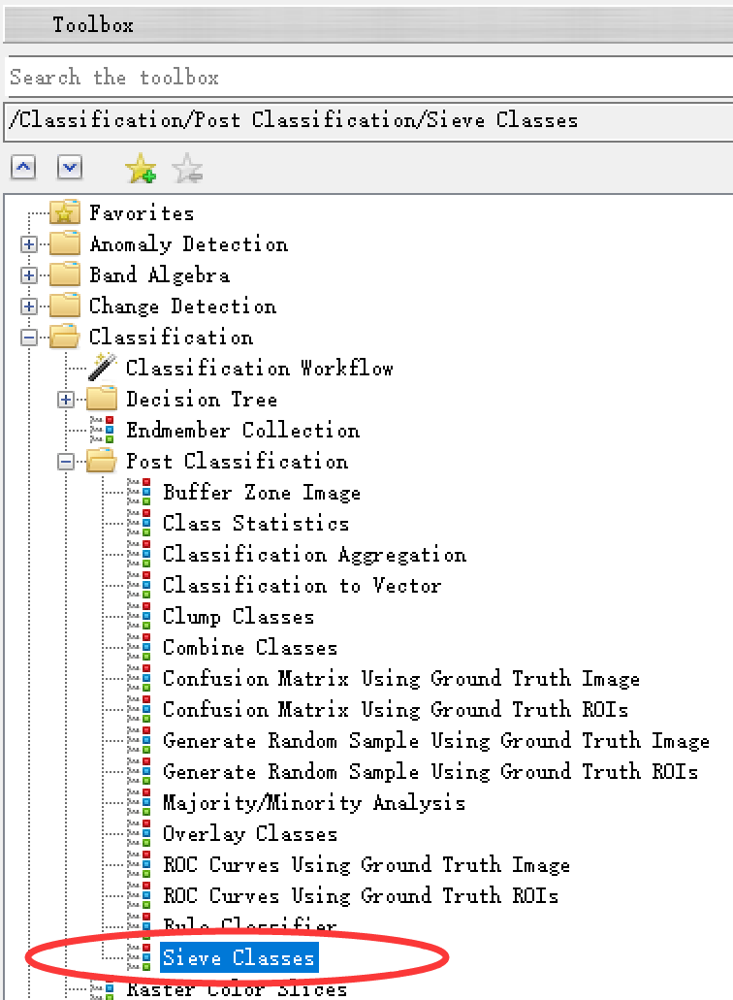 Toolbox
Search the toolbox
/Classification/Post Classification/Sieve Classes
Favorites
Anomaly Detection
Band Algebra
Change Detection
Classification
Classification Workflow
Decision Tree
Endmember Collection
Post Classification
Buffer Zone Image
Class Statistics
Classification Aggregation
Classification to Vector
Clump Classes
Combine Classes
Confusion Matrix Using Ground Truth Image
Confusion Matrix Using Ground Truth ROIs
Generate Random Sample Using Ground Truth Image
Generate Random Sample Using Ground Truth ROIs
Majority/Minority Analysis
Overlay Classes
ROC Curves Using Ground Truth Image
ROC Curves Using Ground Truth ROIs
Rule Classifier
Sieve Classes
Raster Color Slices